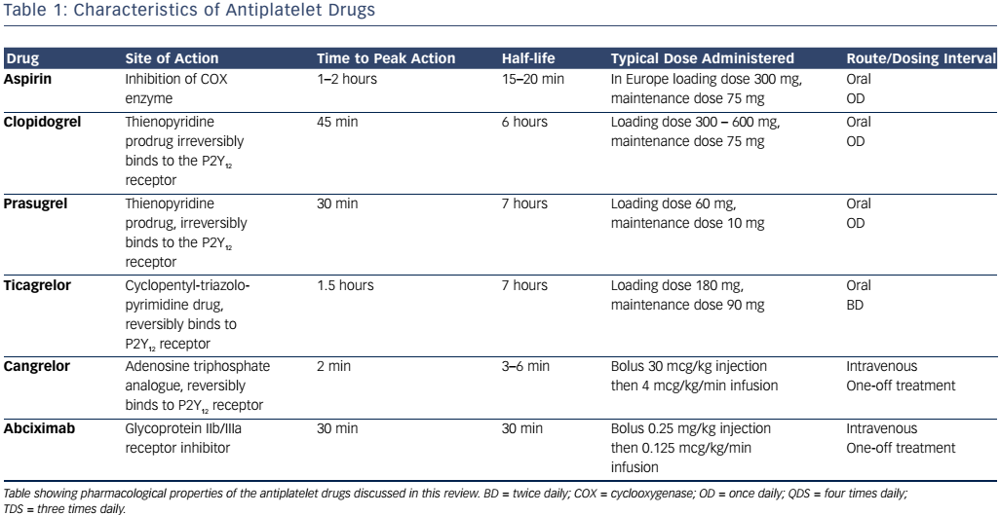 Table 1: Characteristics of Antiplatelet Drugs
Drug Site of Action Time to Peak Action Half-life Typical Dose Administered Route/Dosing Interval
Aspirin Inhibition of COX 1–2 hours 15–20 min In Europe loading dose 300 mg, Oral
enzyme maintenance dose 75 mg OD
Clopidogrel Thienopyridine 45 min 6 hours Loading dose 300 – 600 mg, Oral
prodrug irreversibly maintenance dose 75 mg OD
binds to the P2Y₁₂
receptor
Prasugrel Thienopyridine 30 min 7 hours Loading dose 60 mg, Oral
prodrug, irreversibly maintenance dose 10 mg OD
binds to the P2Y₁₂
receptor
Ticagrelor Cyclopentyl-triazolo- 1.5 hours 7 hours Loading dose 180 mg, Oral
pyrimidine drug, maintenance dose 90 mg BD
reversibly binds to
P2Y₁₂ receptor
Cangrelor Adenosine triphosphate 2 min 3–6 min Bolus 30 mcg/kg injection Intravenous
analogue, reversibly then 4 mcg/kg/min infusion One-off treatment
binds to P2Y₁₂ receptor
Abciximab Glycoprotein IIb/IIIa 30 min 30 min Bolus 0.25 mg/kg injection Intravenous
receptor inhibitor then 0.125 mcg/kg/min One-off treatment
infusion
Table showing pharmacological properties of the antiplatelet drugs discussed in this review. BD = twice daily; COX = cyclooxygenase; OD = once daily; QDS = four times daily;
TDS = three times daily.